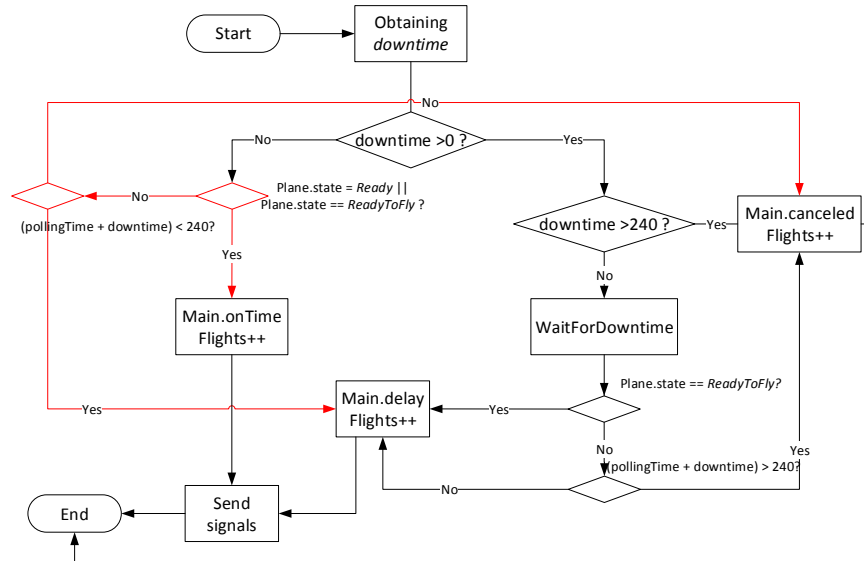 Start
Obtaining
downtime
No
No
downtime >0 ?
Yes
Plane.state = Ready ||
Plane.state == ReadyToFly ?
No
(pollingTime + downtime) < 240?
Yes
downtime >240 ?
Yes
Main.canceled
Flights++
No
Main.onTime
Flights++
WaitForDowntime
Plane.state == ReadyToFly?
Yes
Main.delay
Flights++
Yes
No
Yes
(pollingTime + downtime) > 240?
No
End
Send
signals